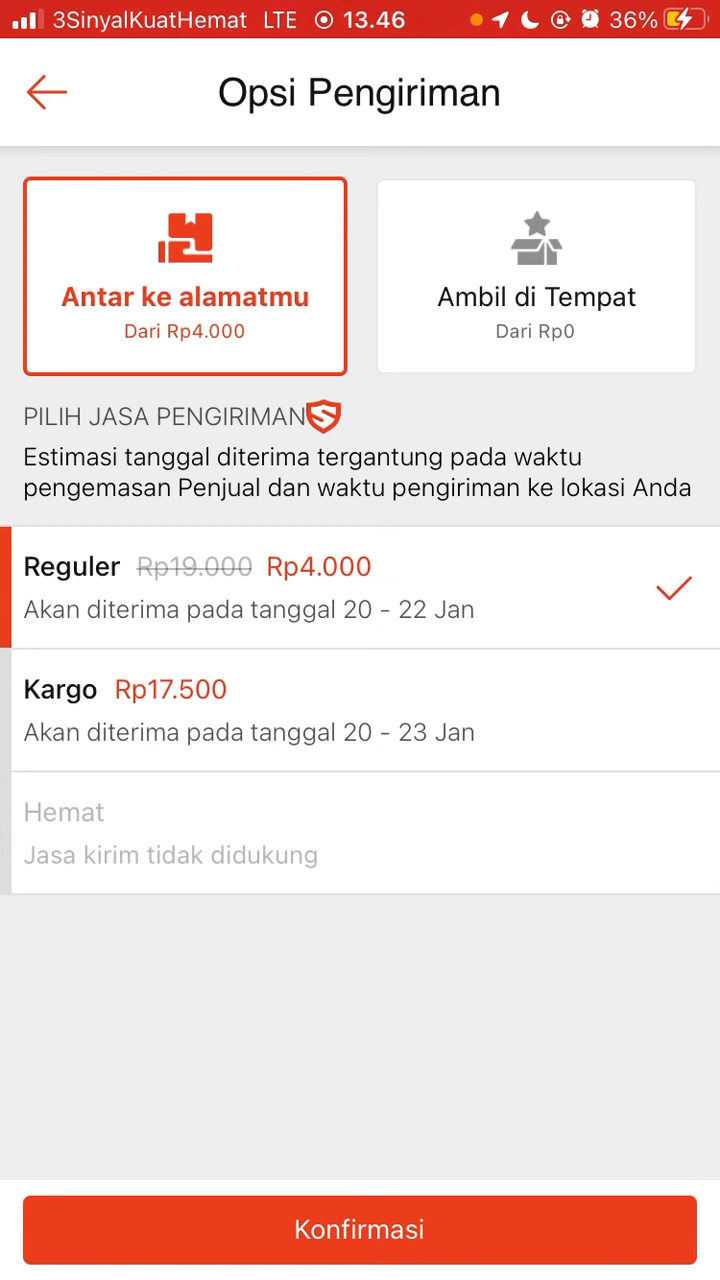 3SinyalKuatHemat LTE 13.46 36%
Opsi Pengiriman
Antar ke alamatmu
Dari Rp4.000
Ambil di Tempat
Dari Rp0
PILIH JASA PENGIRIMAN
Estimasi tanggal diterima tergantung pada waktu
pengemasan Penjual dan waktu pengiriman ke lokasi Anda
Reguler Rp19.000 Rp4.000
Akan diterima pada tanggal 20 - 22 Jan
Kargo Rp17.500
Akan diterima pada tanggal 20 - 23 Jan
Hemat
Jasa kirim tidak didukung
Konfirmasi